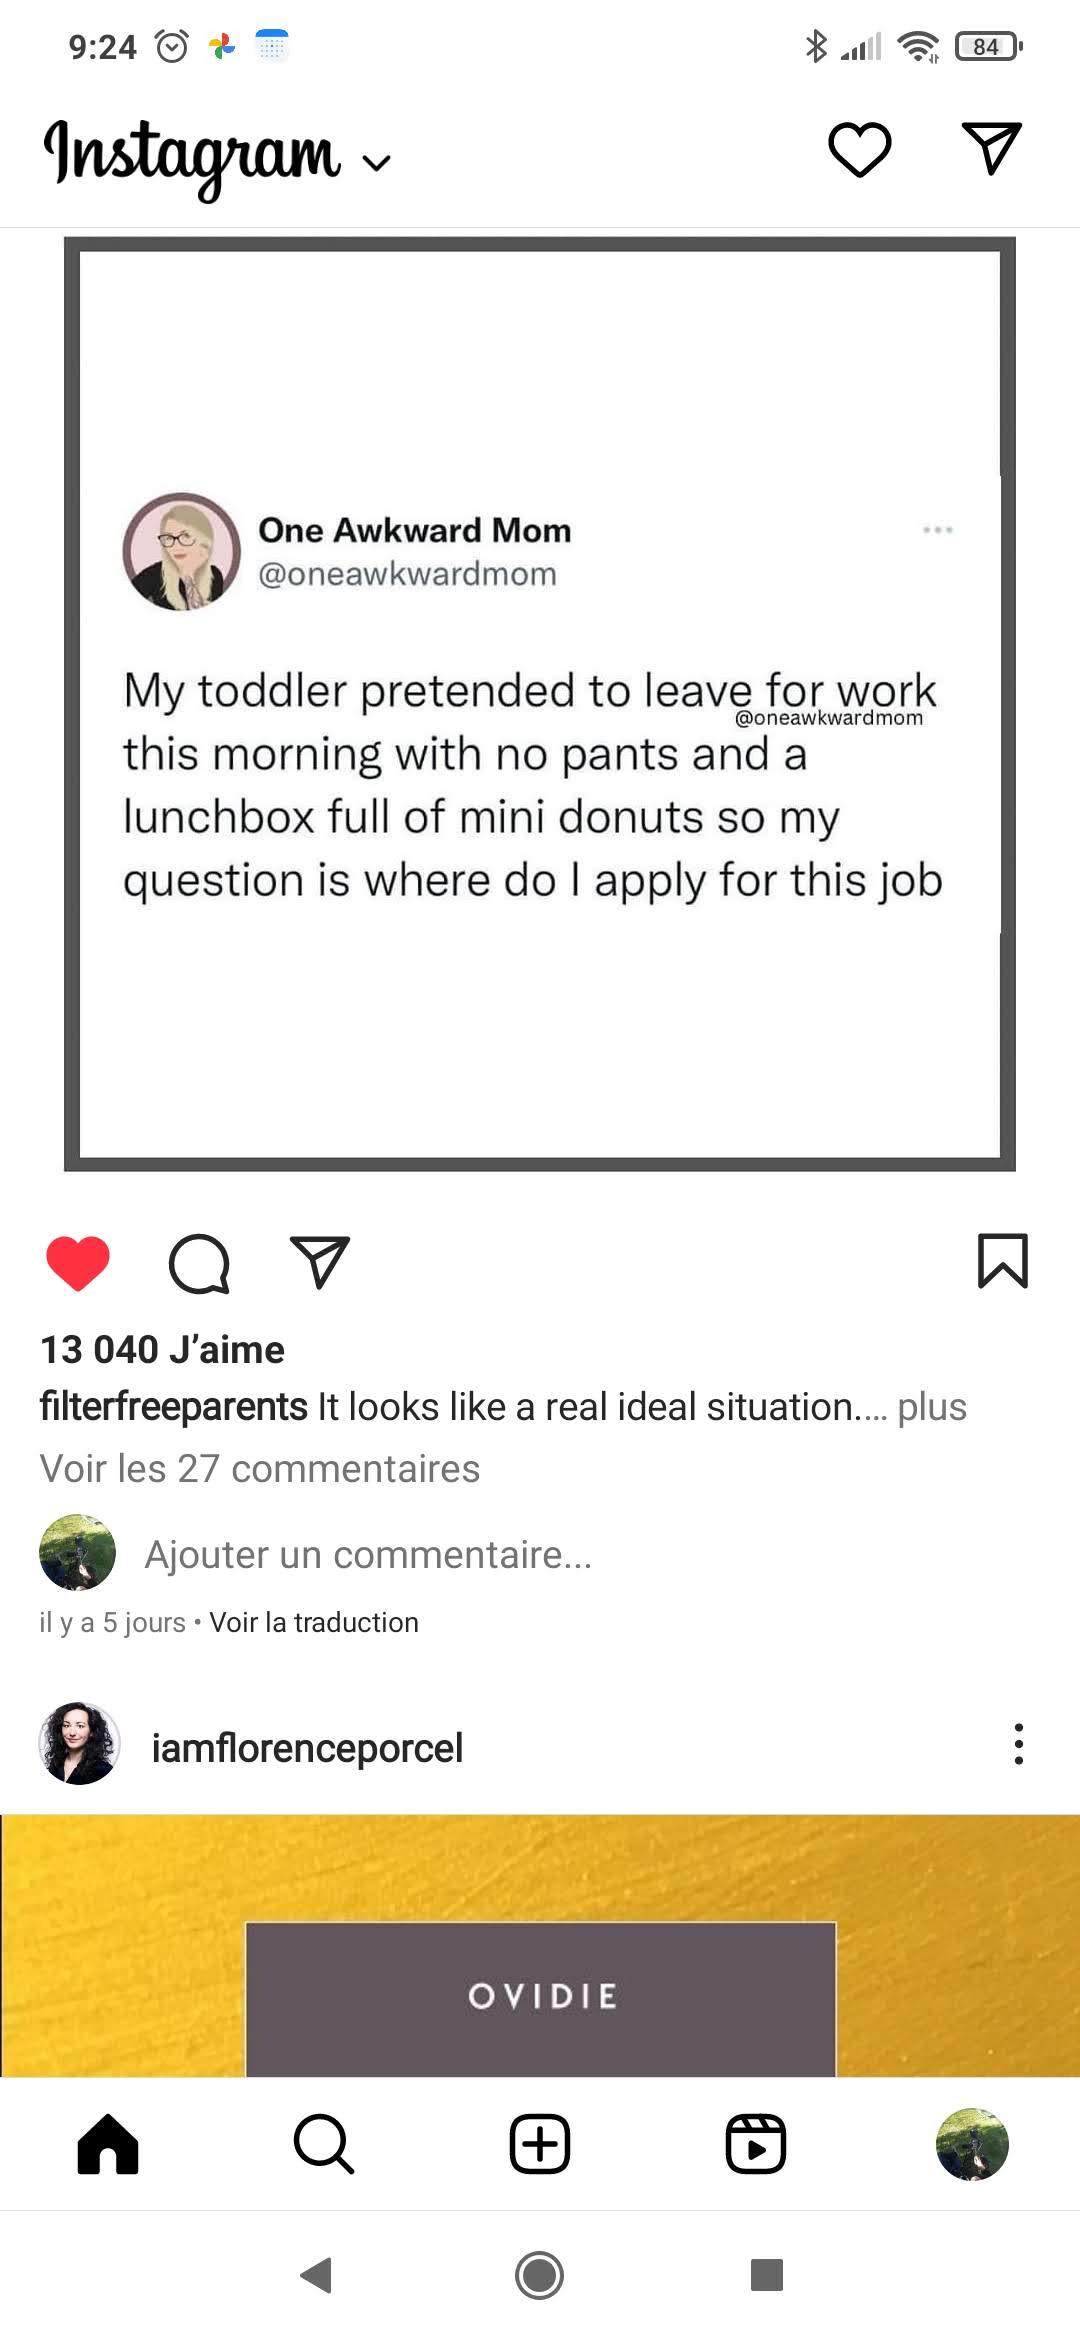 9:24
84
Instagram
One Awkward Mom
@oneawkwardmom
My toddler pretended to leave for work
@oneawkwardmom
this morning with no pants and a
lunchbox full of mini donuts so my
question is where do I apply for this job
13 040 J’aime
filterfreeparents It looks like a real ideal situation.... plus
Voir les 27 commentaires
Ajouter un commentaire...
il y a 5 jours • Voir la traduction
iamflorenceporcel
OVIDIE